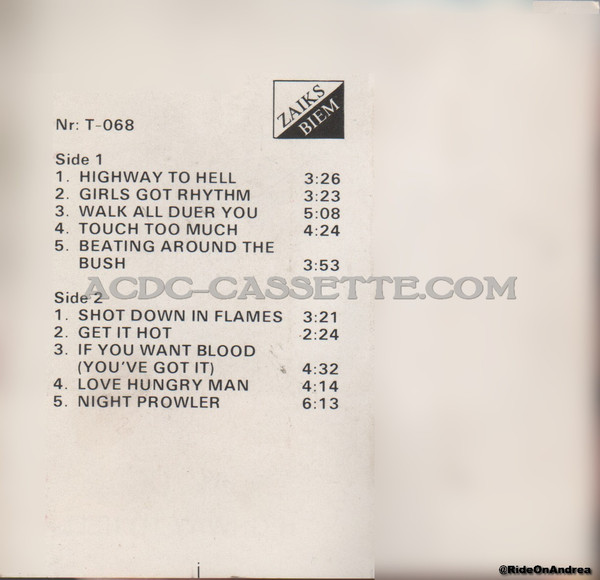 ZAIKS
BIEM
Nr: T-068
Side 1
1. HIGHWAY TO HELL 3:26
2. GIRLS GOT RHYTHM 3:23
3. WALK ALL DUER YOU 5:08
4. TOUCH TOO MUCH 4:24
5. BEATING AROUND THE
BUSH 3:53
ACDC-CASSETTE.COM
Side 2
1. SHOT DOWN IN FLAMES 3:21
2. GET IT HOT 2:24
3. IF YOU WANT BLOOD
(YOU'VE GOT IT) 4:32
4. LOVE HUNGRY MAN 4:14
5. NIGHT PROWLER 6:13
@RideOnAndrea